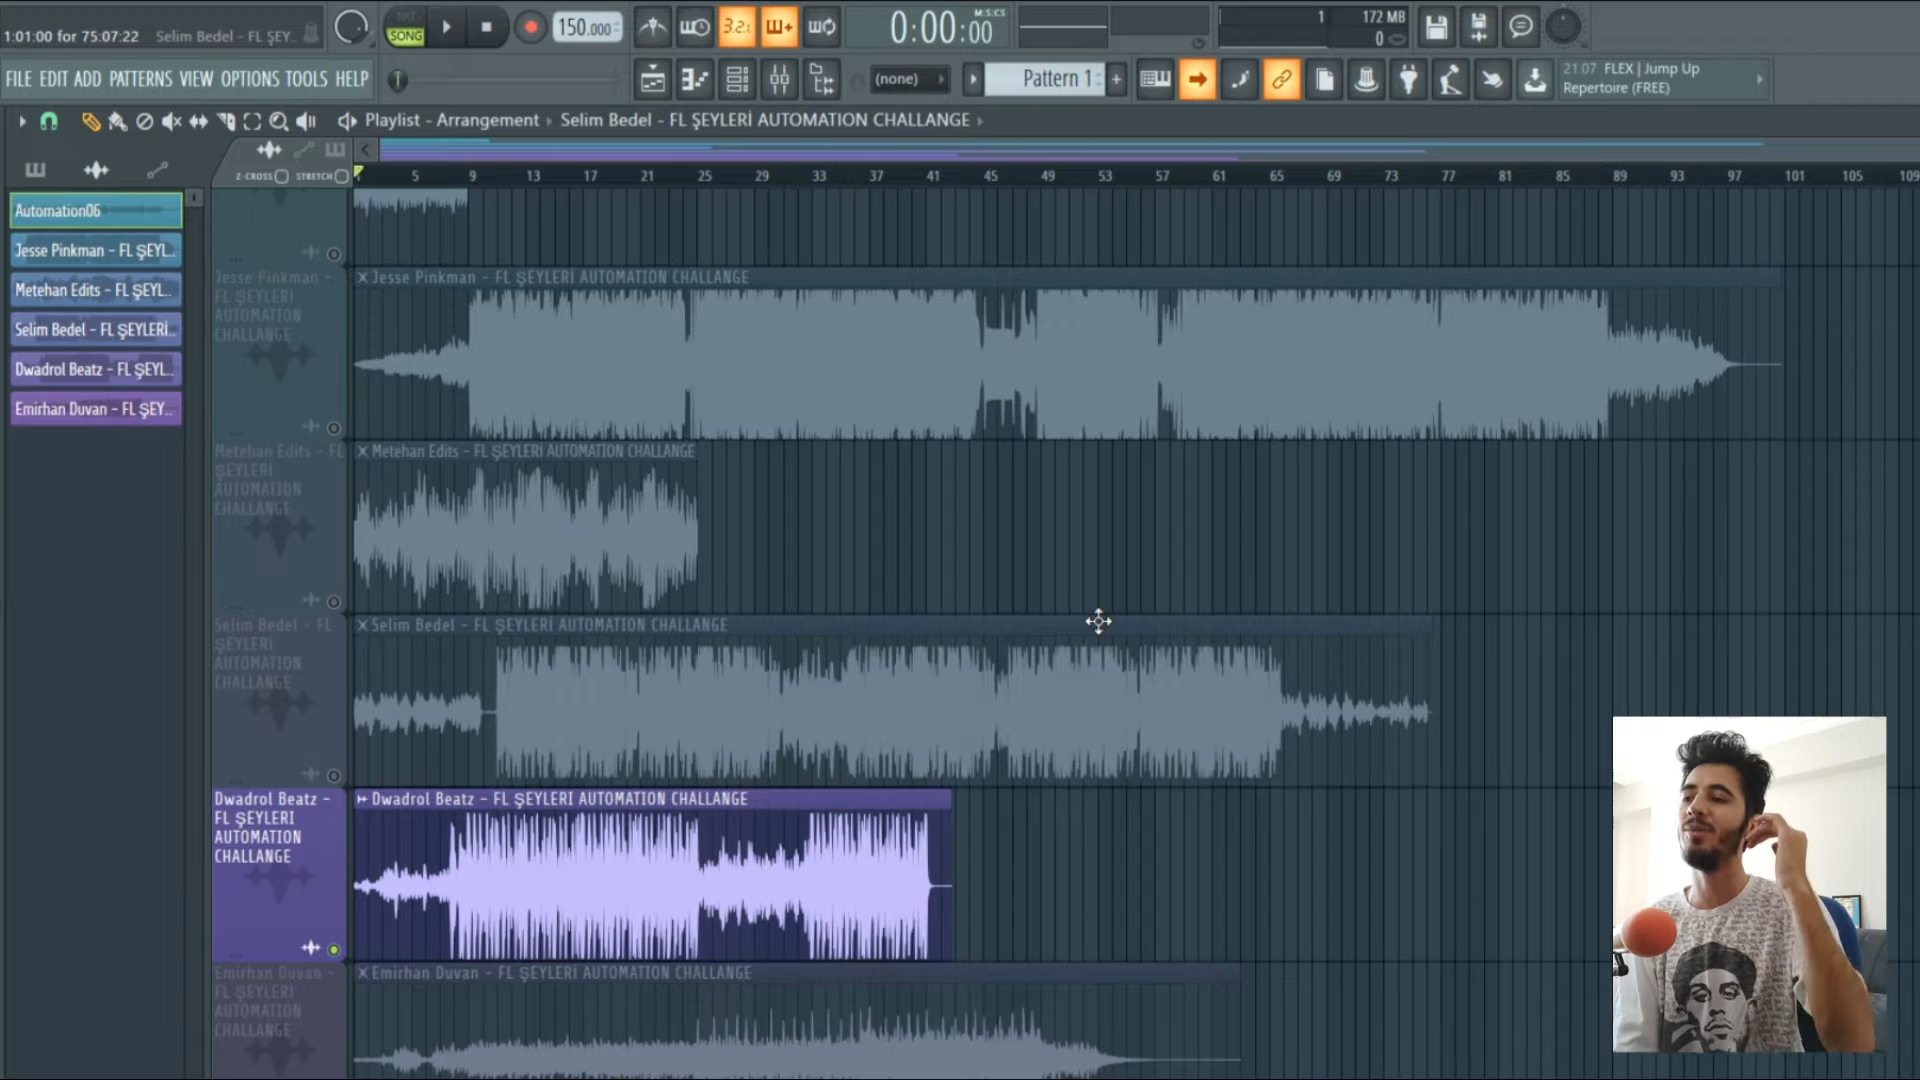 1:01:00 for 75:07:22 Selim Bedel - FL ŞEY..
PAT
SONG
150.000
3.2.
0:00:00
M:S:CS
1
172 MB
0
FILE EDIT ADD PATTERNS VIEW OPTIONS TOOLS HELP
(none)
Pattern 1
+
21.07 FLEX | Jump Up
Repertoire (FREE)
Playlist - Arrangement › Selim Bedel - FL ŞEYLERİ AUTOMATION CHALLANGE ›
Z-CROSS STRETCH
5 9 13 17 21 25 29 33 37 41 45 49 53 57 61 65 69 73 77 81 85 89 93 97 101 105 109
Automation06
Jesse Pinkman - FL ŞEYL..
Metehan Edits - FL ŞEYL..
Selim Bedel - FL ŞEYLERİ..
Dwadrol Beatz - FL ŞEYL..
Emirhan Duvan - FL ŞEY..
Jesse Pinkman -
FL ŞEYLERİ
AUTOMATION
CHALLANGE
Jesse Pinkman - FL ŞEYLERİ AUTOMATION CHALLANGE
Metehan Edits - FL
ŞEYLERİ
AUTOMATION
CHALLANGE
Metehan Edits - FL ŞEYLERİ AUTOMATION CHALLANGE
Selim Bedel - FL
ŞEYLERİ
AUTOMATION
CHALLANGE
Selim Bedel - FL ŞEYLERİ AUTOMATION CHALLANGE
Dwadrol Beatz -
FL ŞEYLERİ
AUTOMATION
CHALLANGE
Dwadrol Beatz - FL ŞEYLERİ AUTOMATION CHALLANGE
Emirhan Duvan -
FL ŞEYLERİ
AUTOMATION
CHALLANGE
Emirhan Duvan - FL ŞEYLERİ AUTOMATION CHALLANGE